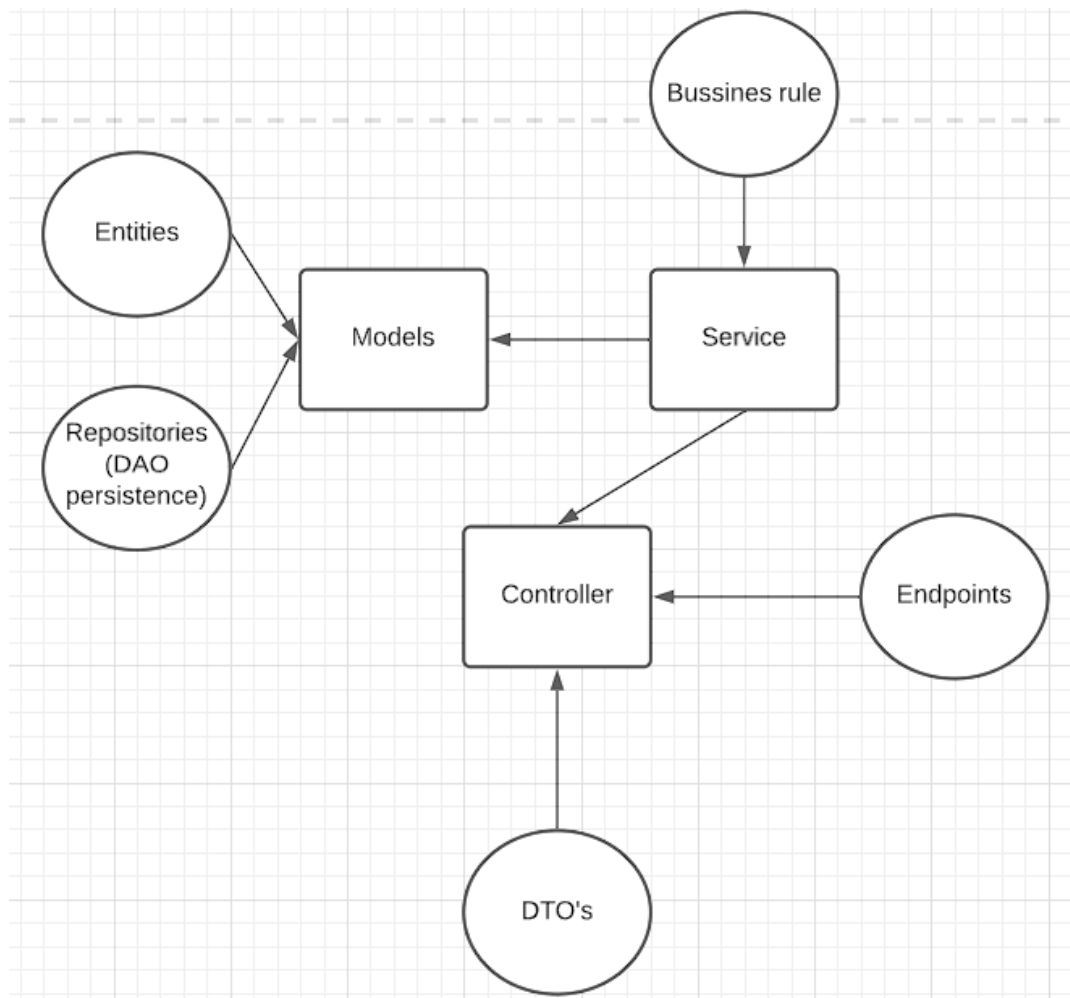 Bussines rule
Entities
Models
Service
Repositories
(DAO
persistence)
Controller
Endpoints
DTO's